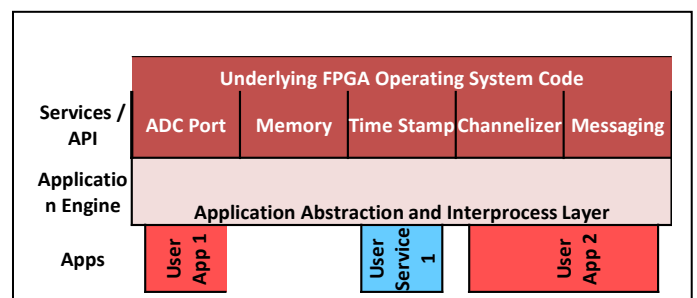 Underlying FPGA Operating System Code
Services /
API
ADC Port
Memory
Time Stamp
Channelizer
Messaging
Applicatio
n Engine
Application Abstraction and Interprocess Layer
Apps
User
App 1
User
Service
1
User
App 2